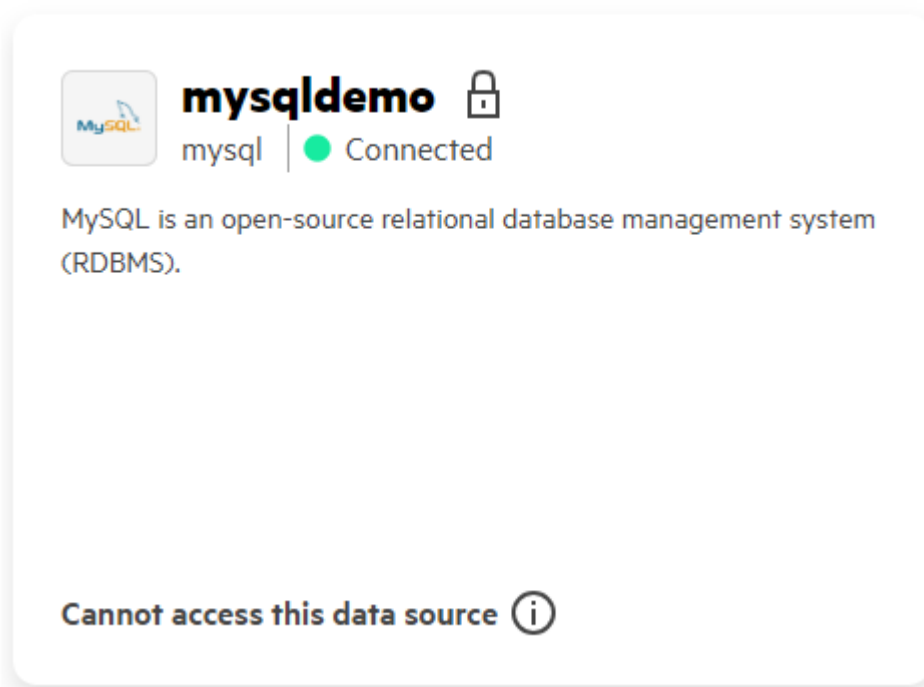 MySQL
mysqldemo
mysql
Connected
MySQL is an open-source relational database management system
(RDBMS).
Cannot access this data source